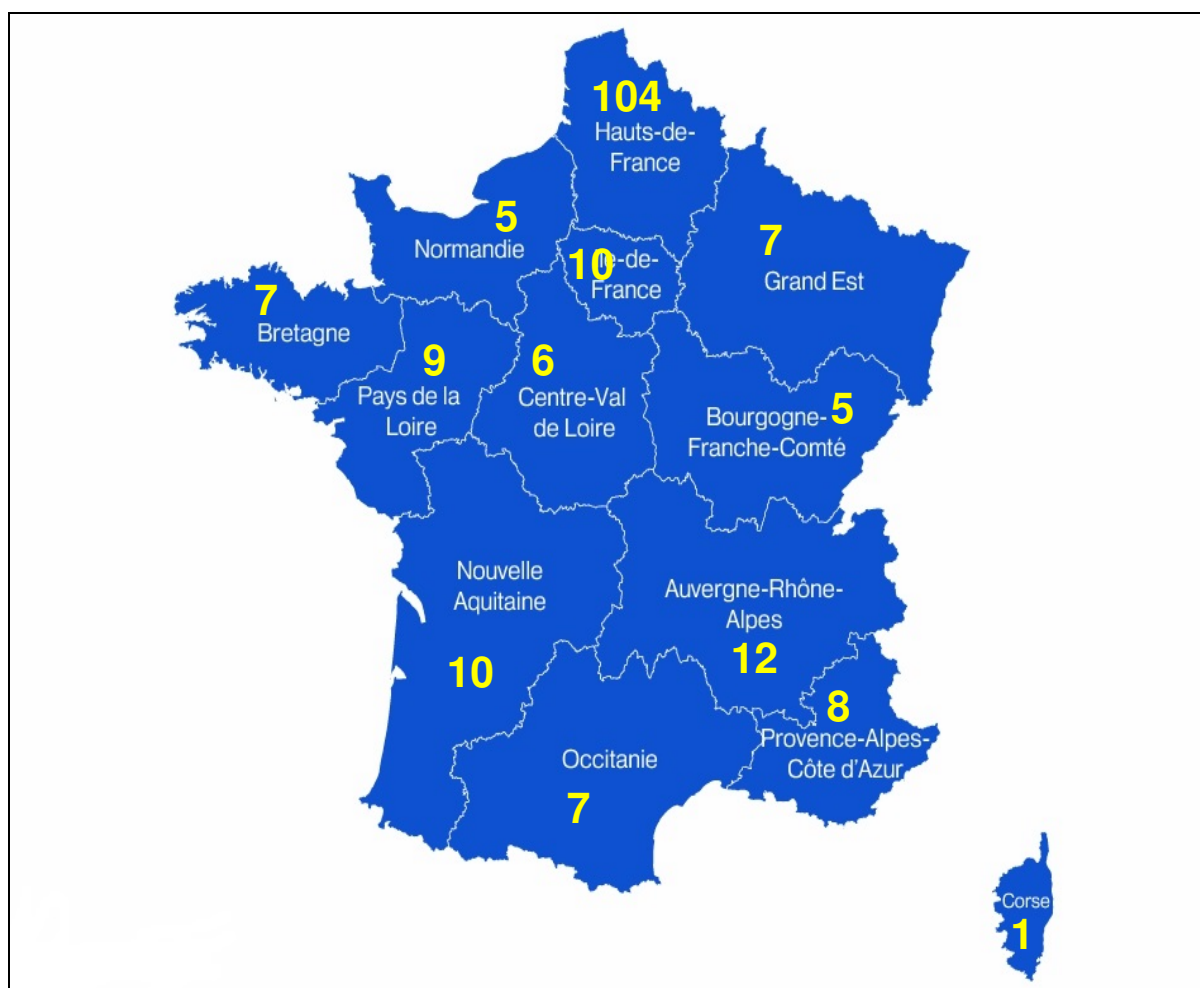 104
Hauts-de-
France
5
Normandie
7
Grand Est
10
Île-de-
France
7
Bretagne
9
Pays de la
Loire
6
Centre-Val
de Loire
5
Bourgogne-
Franche-Comté
Nouvelle
Aquitaine
10
Auvergne-Rhône-
Alpes
12
8
Provence-Alpes-
Côte d'Azur
Occitanie
7
Corse
1